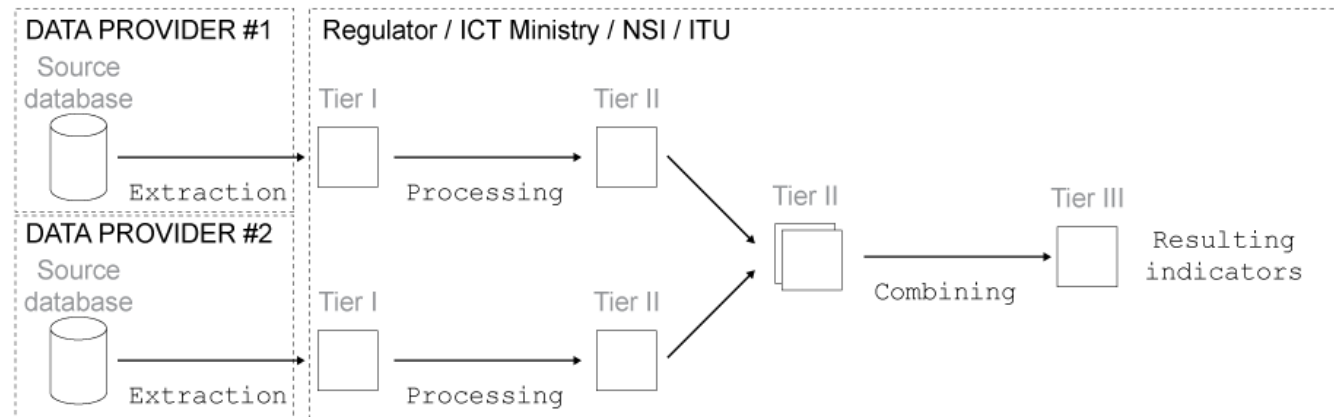 DATA PROVIDER #1
Source
database
Extraction
DATA PROVIDER #2
Source
database
Extraction
Regulator / ICT Ministry / NSI / ITU
Tier I
Processing
Tier II
Tier I
Processing
Tier II
Tier II
Combining
Tier III
Resulting
indicators